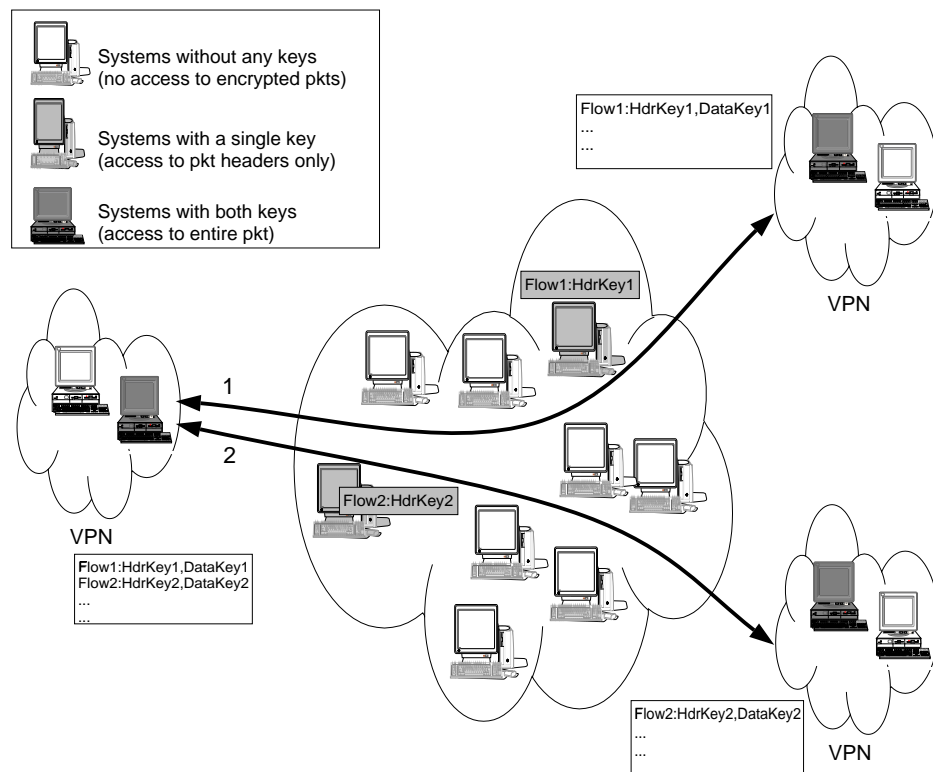 Systems without any keys
(no access to encrypted pkts)
Systems with a single key
(access to pkt headers only)
Systems with both keys
(access to entire pkt)
Flow1:HdrKey1,DataKey1
...
...
VPN
Flow1:HdrKey1
1
2
Flow2:HdrKey2
VPN
Flow1:HdrKey1,DataKey1
Flow2:HdrKey2,DataKey2
...
...
Flow2:HdrKey2,DataKey2
...
...
VPN